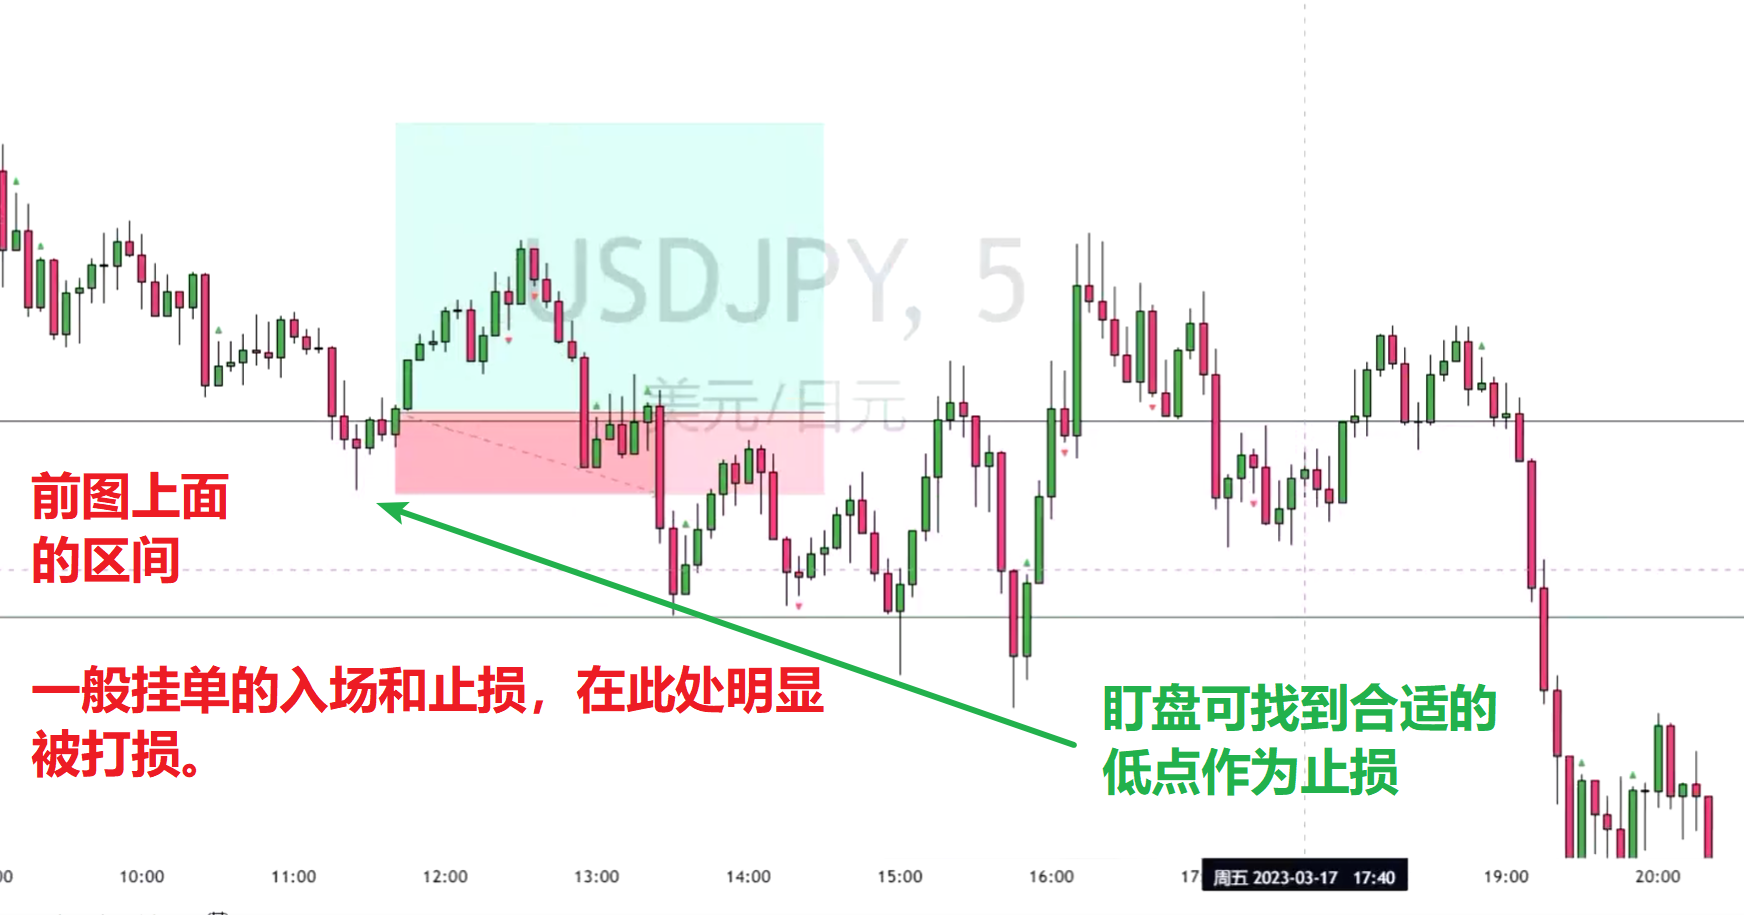 USDJPY, 5
美元/日元
前图上面
的区间
一般挂单的入场和止损，在此处明显
被打损。
盯盘可找到合适的
低点作为止损
00 10:00 11:00 12:00 13:00 14:00 15:00 16:00 17: 周五 2023-03-17 17:40 19:00 20:00